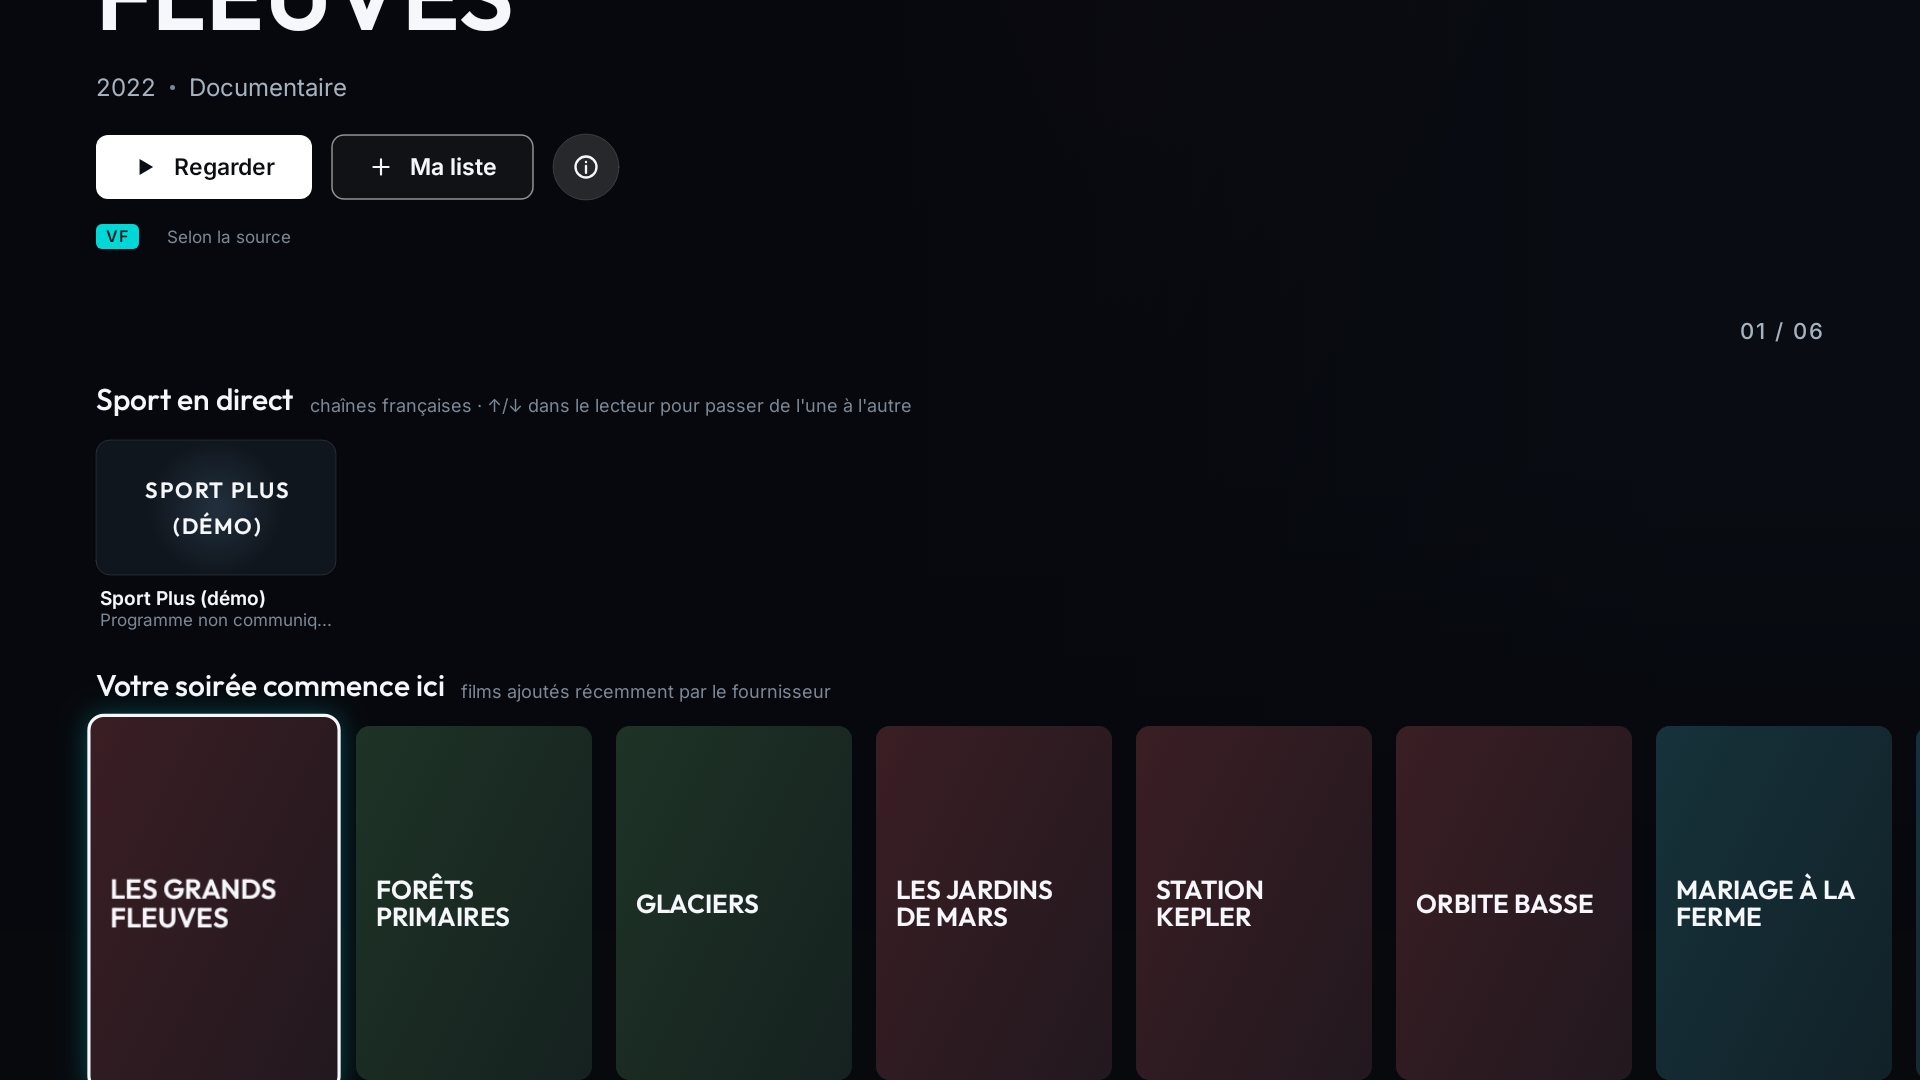 FLEUVES
2022 • Documentaire
Regarder
Ma liste
VF Selon la source
01 / 06
Sport en direct chaînes françaises · ↑/↓ dans le lecteur pour passer de l'une à l'autre
SPORT PLUS
(DÉMO)
Sport Plus (démo)
Programme non communiq...
Votre soirée commence ici films ajoutés récemment par le fournisseur
LES GRANDS
FLEUVES
FORÊTS
PRIMAIRES
GLACIERS
LES JARDINS
DE MARS
STATION
KEPLER
ORBITE BASSE
MARIAGE À LA
FERME